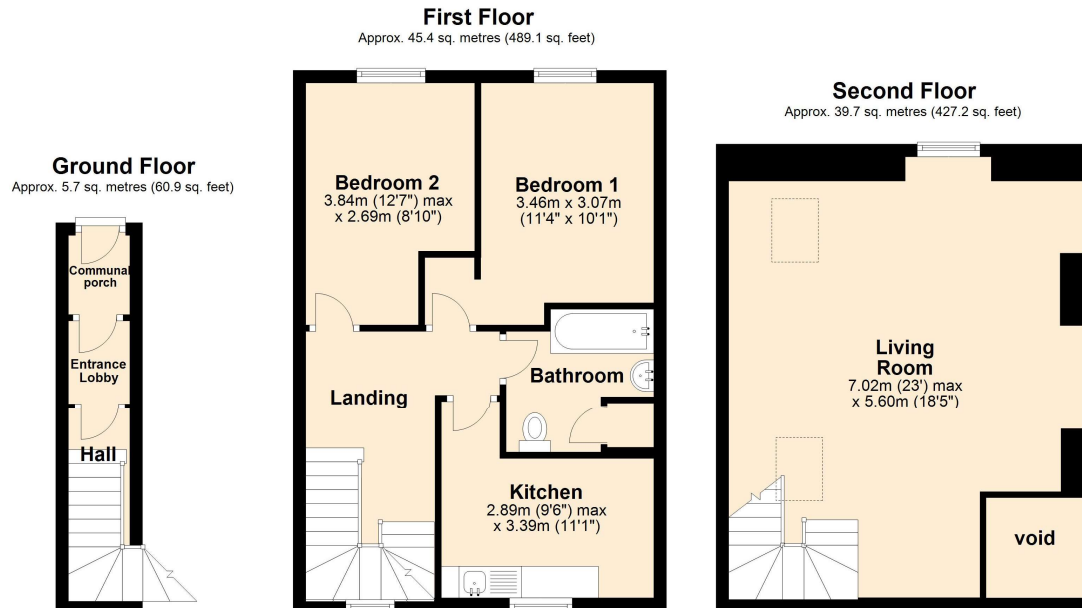 First Floor
Approx. 45.4 sq. metres (489.1 sq. feet)
Second Floor
Approx. 39.7 sq. metres (427.2 sq. feet)
Ground Floor
Approx. 5.7 sq. metres (60.9 sq. feet)
Communal
porch
Entrance
Lobby
Hall
Bedroom 2
3.84m (12'7") max
x 2.69m (8'10")
Bedroom 1
3.46m x 3.07m
(11'4" x 10'1")
Landing
Bathroom
Kitchen
2.89m (9'6") max
x 3.39m (11'1")
Living
Room
7.02m (23') max
x 5.60m (18'5")
void